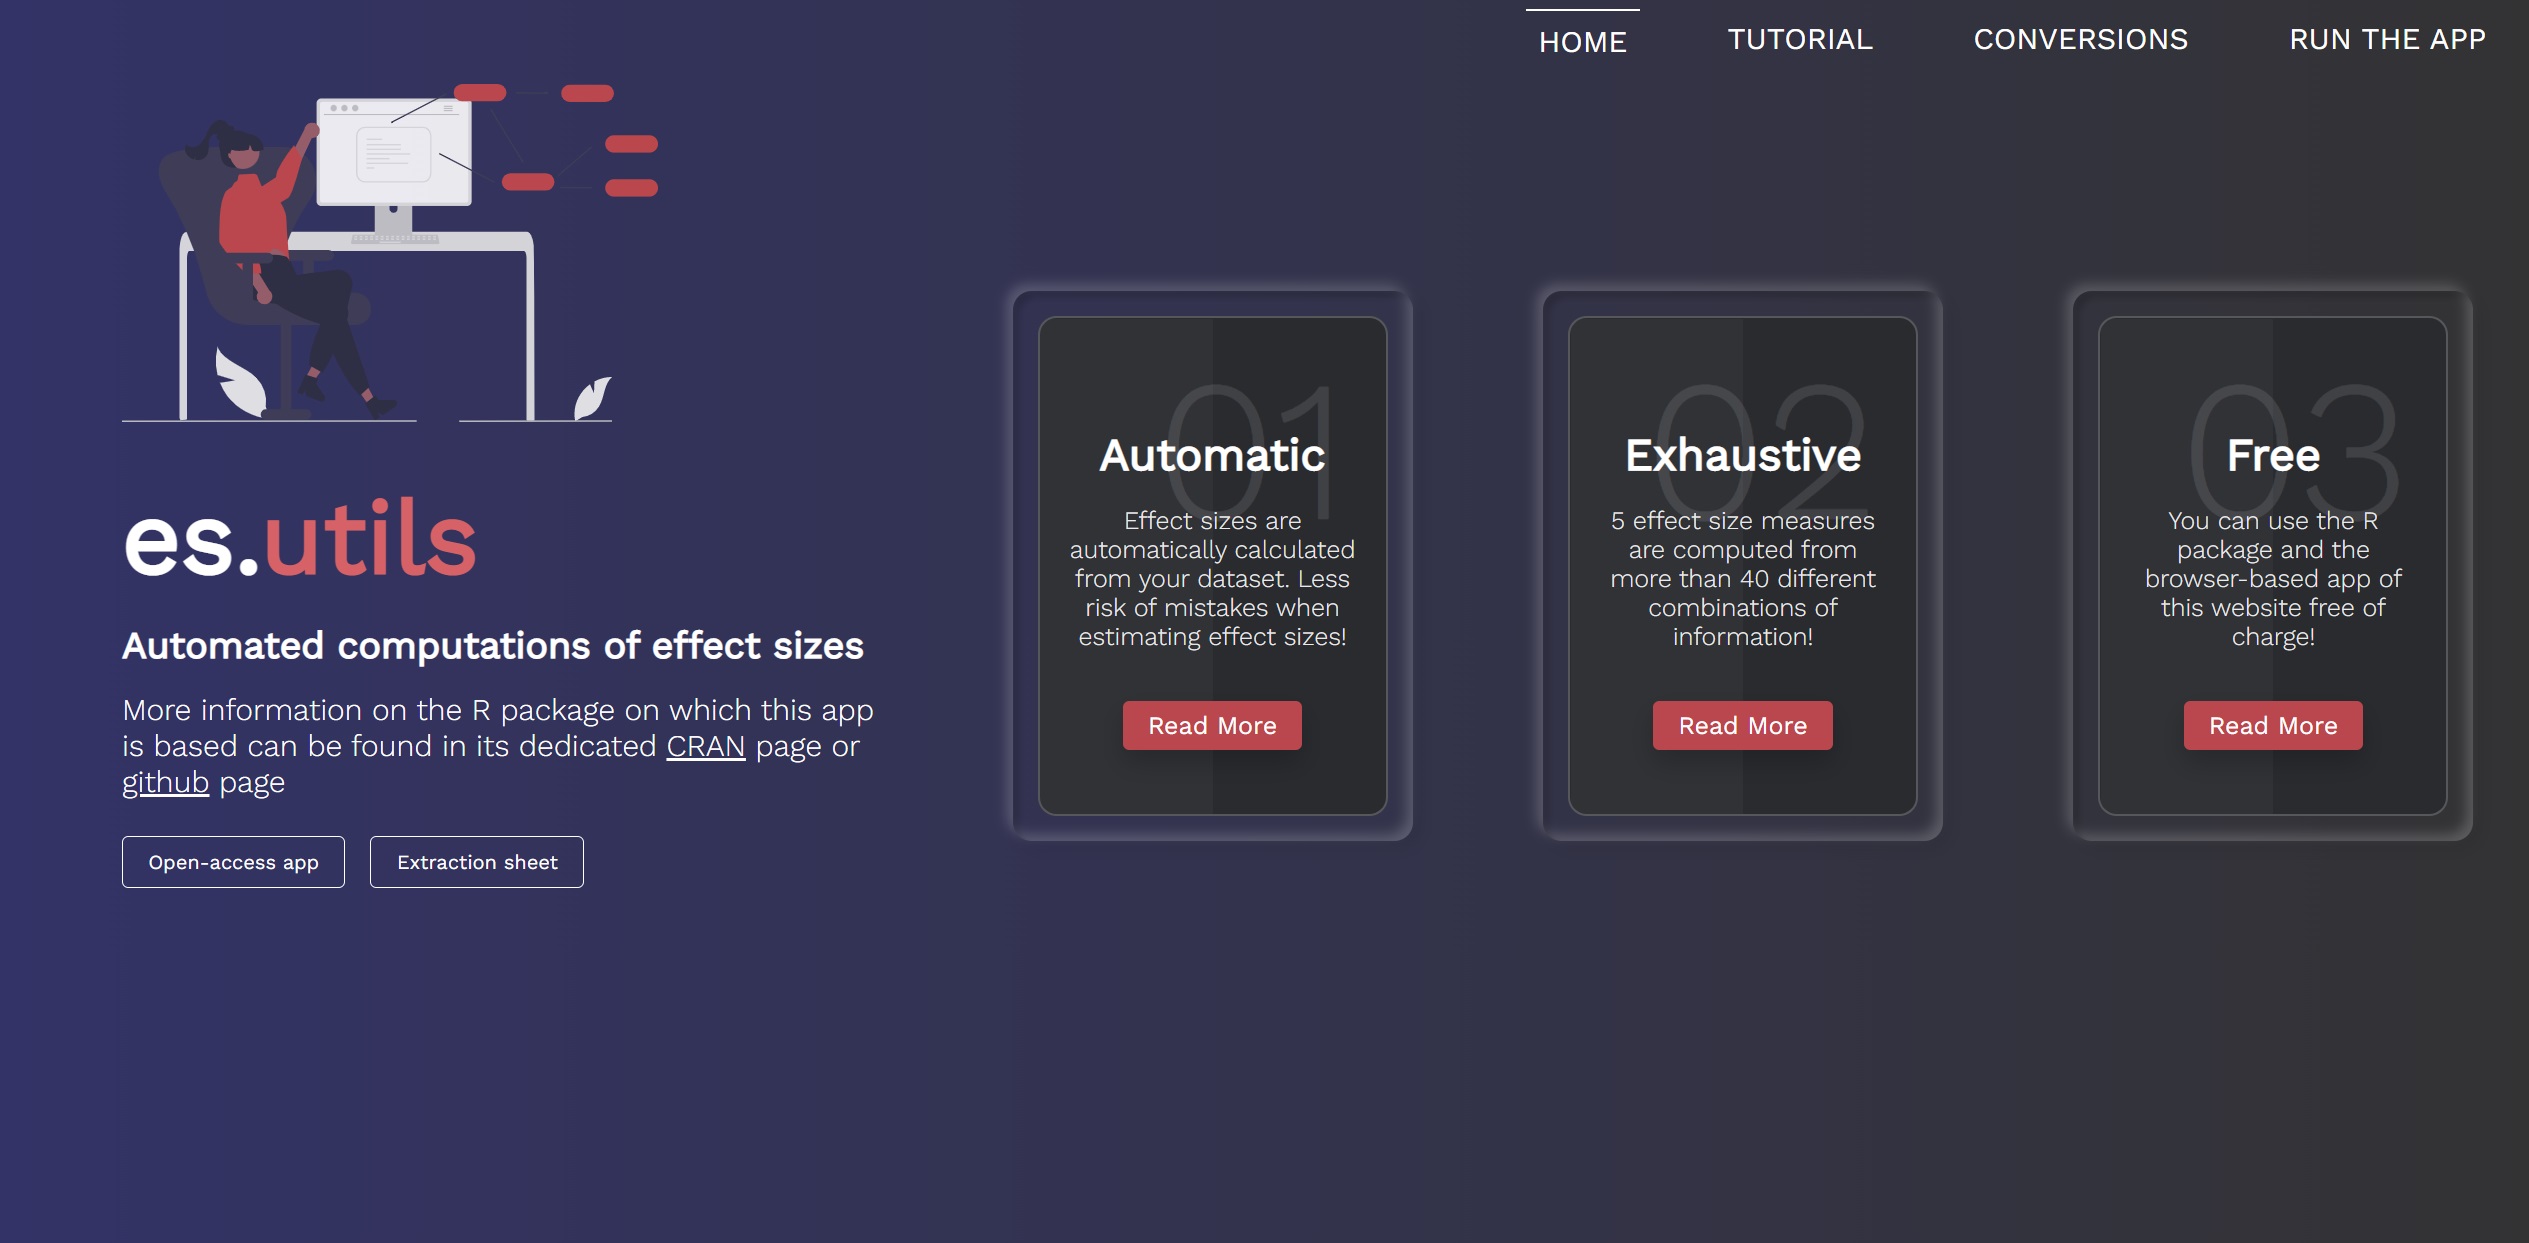 HOME
TUTORIAL
CONVERSIONS
RUN THE APP
es.utils
Automated computations of effect sizes
More information on the R package on which this app
is based can be found in its dedicated CRAN page or
github page
Open-access app
Extraction sheet
01
Automatic
Effect sizes are
automatically calculated
from your dataset. Less
risk of mistakes when
estimating effect sizes!
Read More
02
Exhaustive
5 effect size measures
are computed from
more than 40 different
combinations of
information!
Read More
03
Free
You can use the R
package and the
browser-based app of
this website free of
charge!
Read More